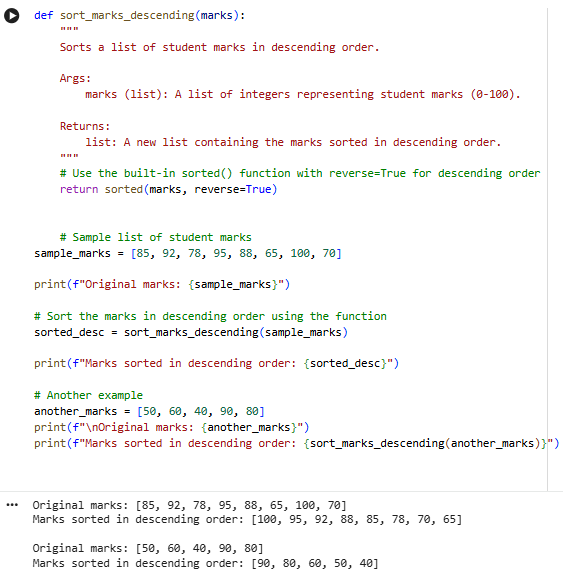 def sort_marks_descending(marks):
    """
    Sorts a list of student marks in descending order.

    Args:
        marks (list): A list of integers representing student marks (0-100).

    Returns:
        list: A new list containing the marks sorted in descending order.
    """
    # Use the built-in sorted() function with reverse=True for descending order
    return sorted(marks, reverse=True)


    # Sample list of student marks
sample_marks = [85, 92, 78, 95, 88, 65, 100, 70]

print(f"Original marks: {sample_marks}")

# Sort the marks in descending order using the function
sorted_desc = sort_marks_descending(sample_marks)

print(f"Marks sorted in descending order: {sorted_desc}")

# Another example
another_marks = [50, 60, 40, 90, 80]
print(f"\nOriginal marks: {another_marks}")
print(f"Marks sorted in descending order: {sort_marks_descending(another_marks)}")

Original marks: [85, 92, 78, 95, 88, 65, 100, 70]
Marks sorted in descending order: [100, 95, 92, 88, 85, 78, 70, 65]

Original marks: [50, 60, 40, 90, 80]
Marks sorted in descending order: [90, 80, 60, 50, 40]